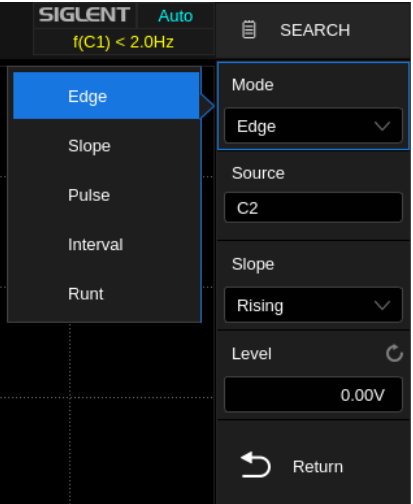 SIGLENT Auto
f(C1) < 2.0Hz
SEARCH
Edge
Slope
Pulse
Interval
Runt
Mode
Edge
Source
C2
Slope
Rising
Level
0.00V
Return